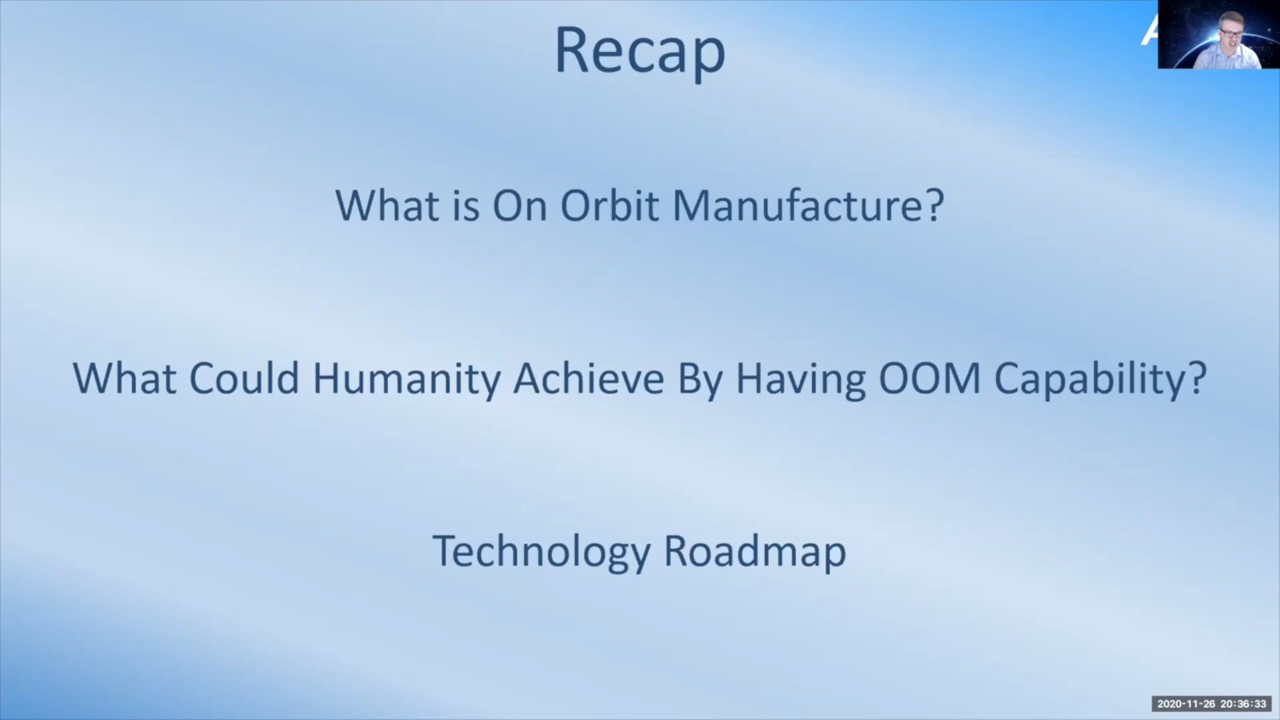 Recap
What is On Orbit Manufacture?
What Could Humanity Achieve By Having OOM Capability?
Technology Roadmap
2020-11-26 20:36:33